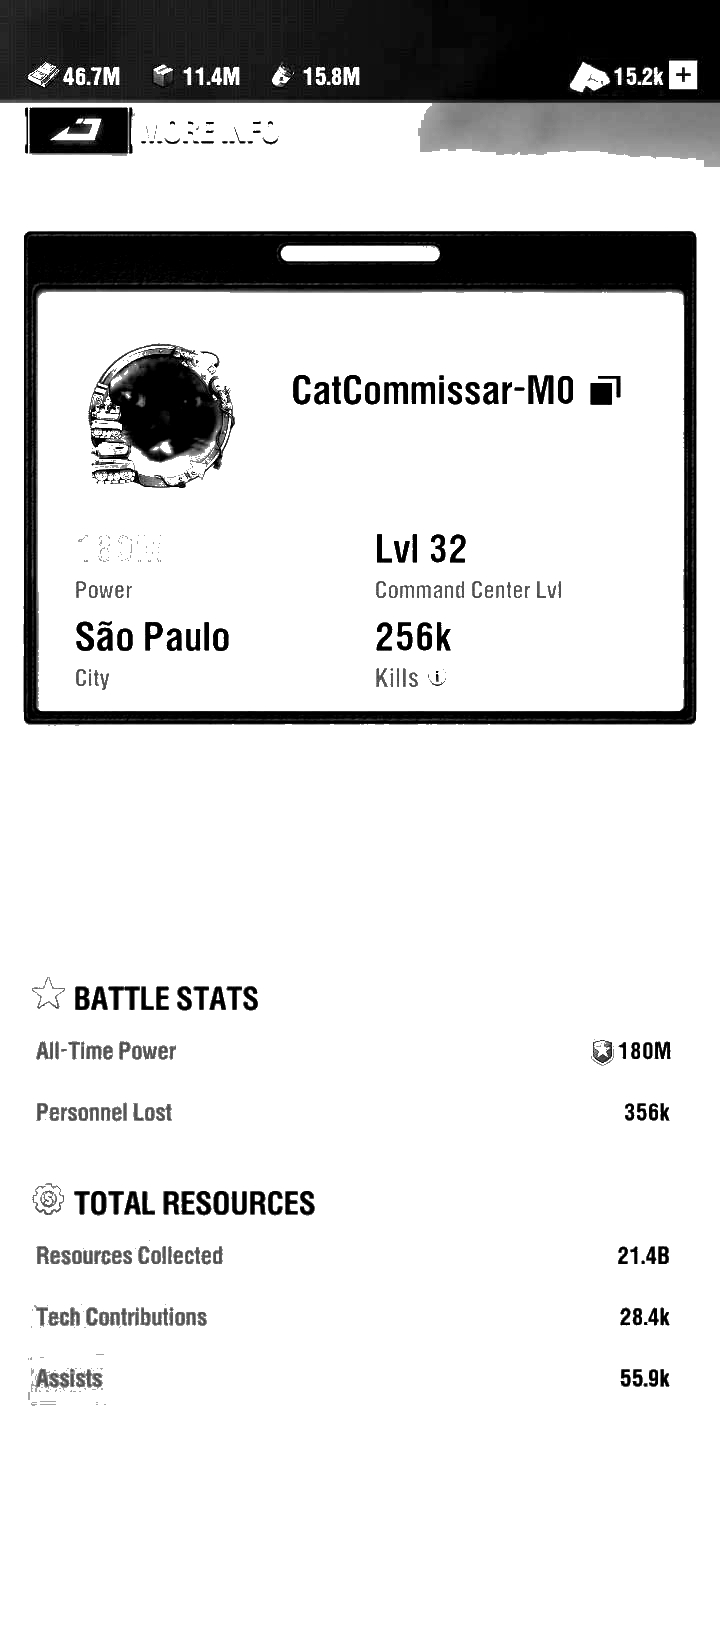 46.7M 11.4M 15.8M 15.2k +
MORE INFO
CatCommissar-M0
180M Lvl 32
Power Command Center Lvl
São Paulo 256k
City Kills
BATTLE STATS
All-Time Power 180M
Personnel Lost 356k
TOTAL RESOURCES
Resources Collected 21.4B
Tech Contributions 28.4k
Assists 55.9k